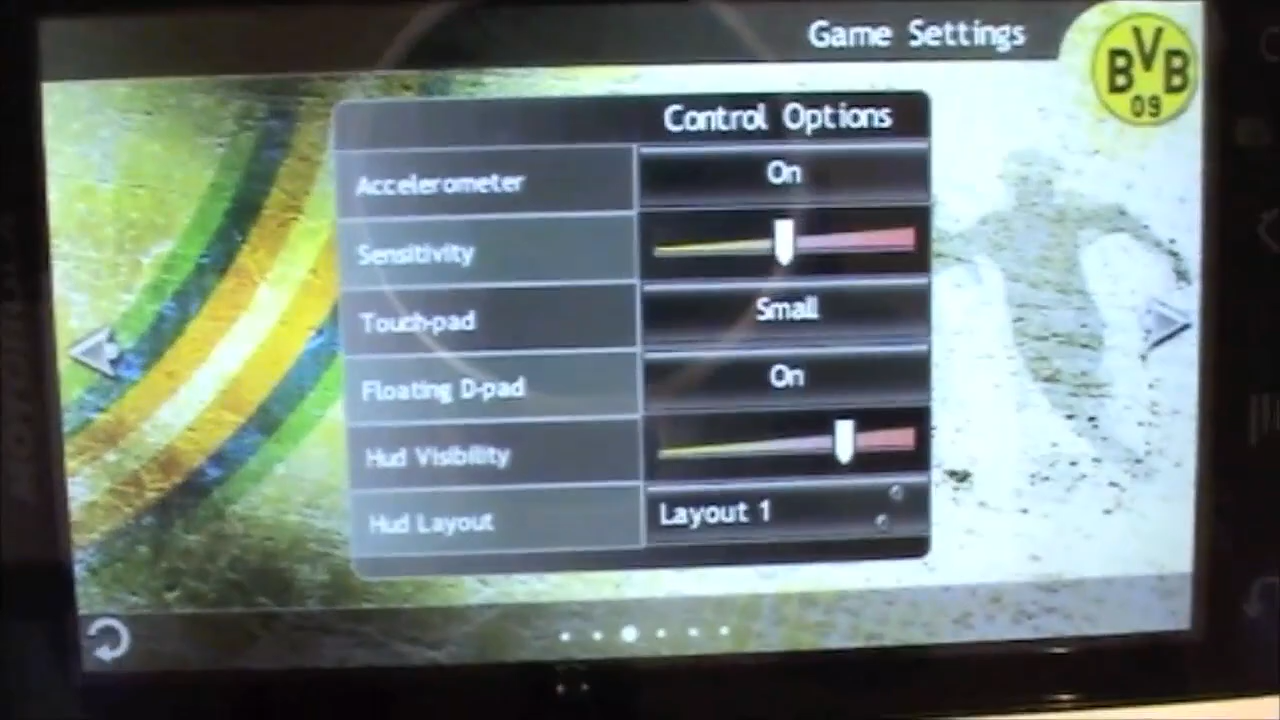 Game Settings
BVB
09
Control Options
Accelerometer
On
Sensitivity
Touch-pad
Small
Floating D-pad
On
Hud Visibility
Hud Layout
Layout 1
MOTOROLA